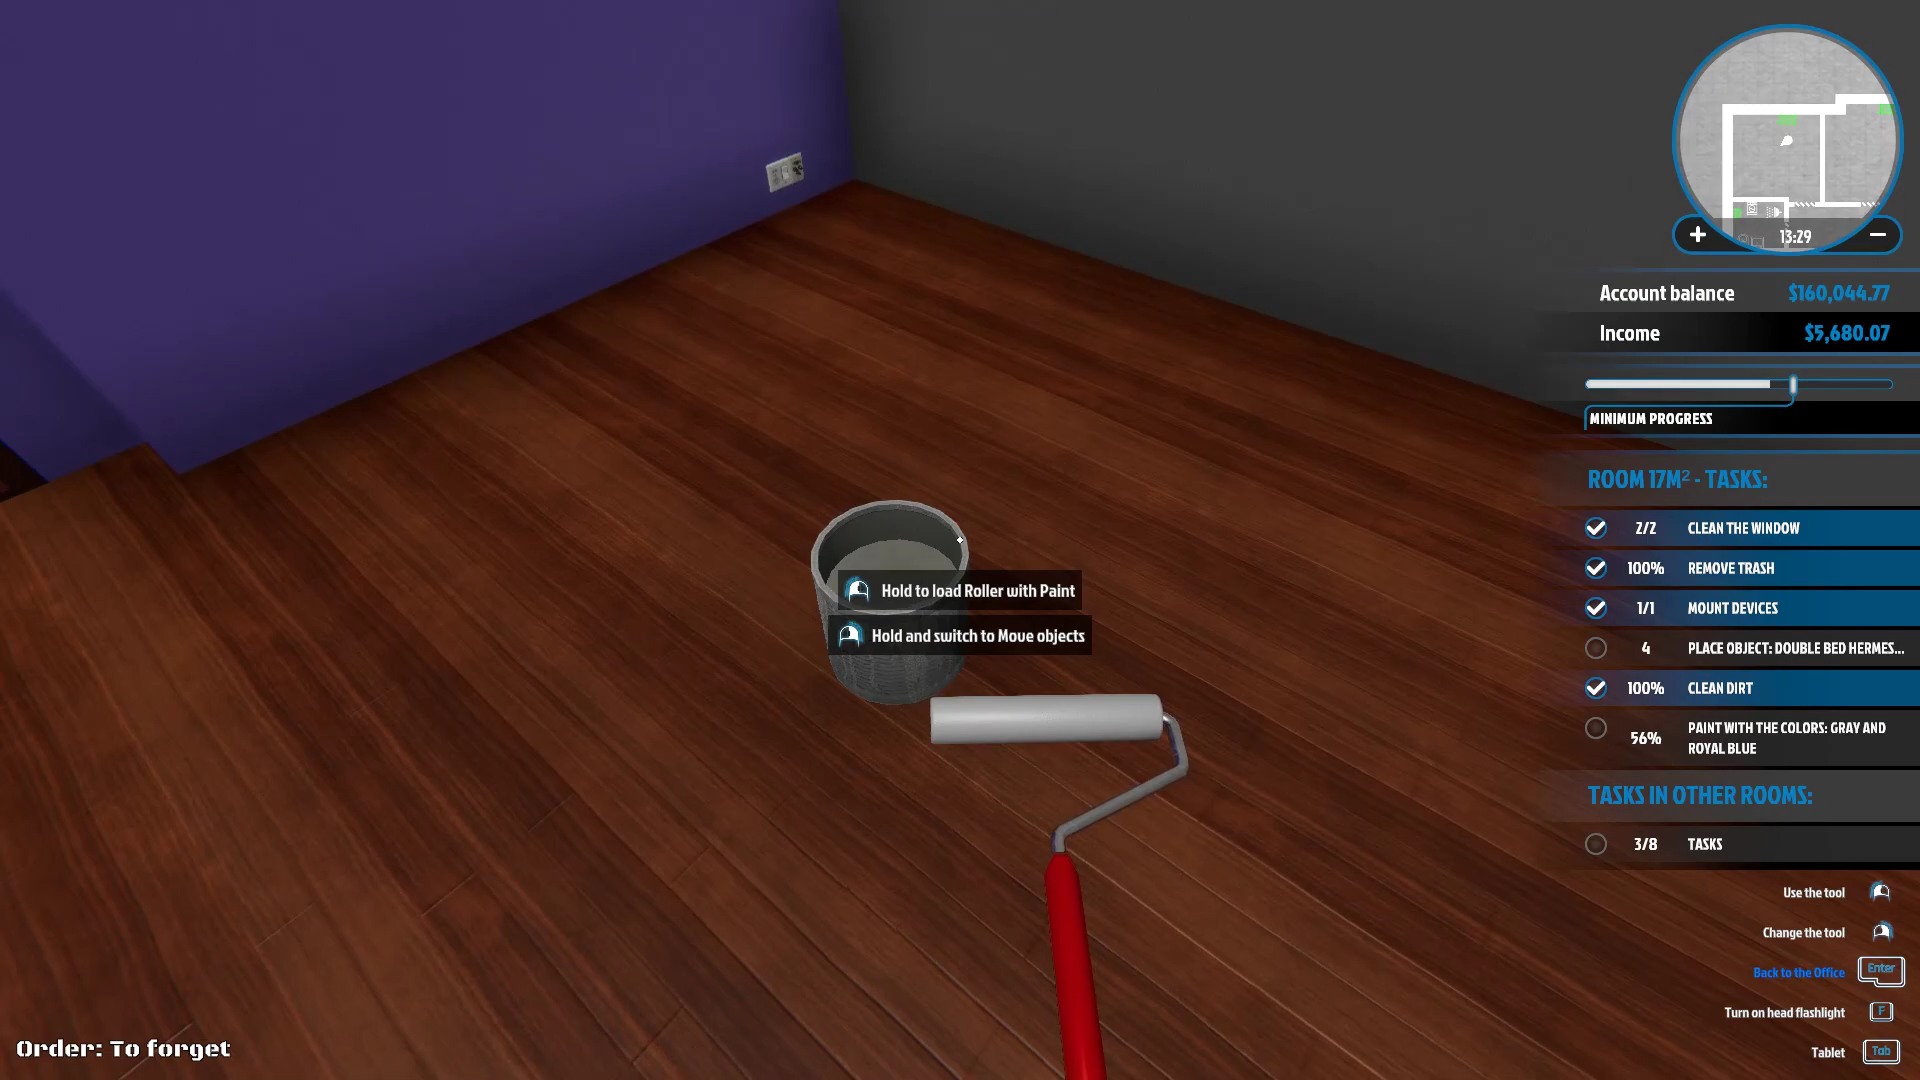 13:29
Account balance $160,044.77
Income $5,680.07
MINIMUM PROGRESS
ROOM 17M² - TASKS:
2/2 CLEAN THE WINDOW
100% REMOVE TRASH
1/1 MOUNT DEVICES
4 PLACE OBJECT: DOUBLE BED HERMES...
100% CLEAN DIRT
56% PAINT WITH THE COLORS: GRAY AND
ROYAL BLUE
TASKS IN OTHER ROOMS:
3/8 TASKS
Hold to load Roller with Paint
Hold and switch to Move objects
Use the tool
Change the tool
Back to the Office Enter
Turn on head flashlight F
Tablet Tab
Order: To forget